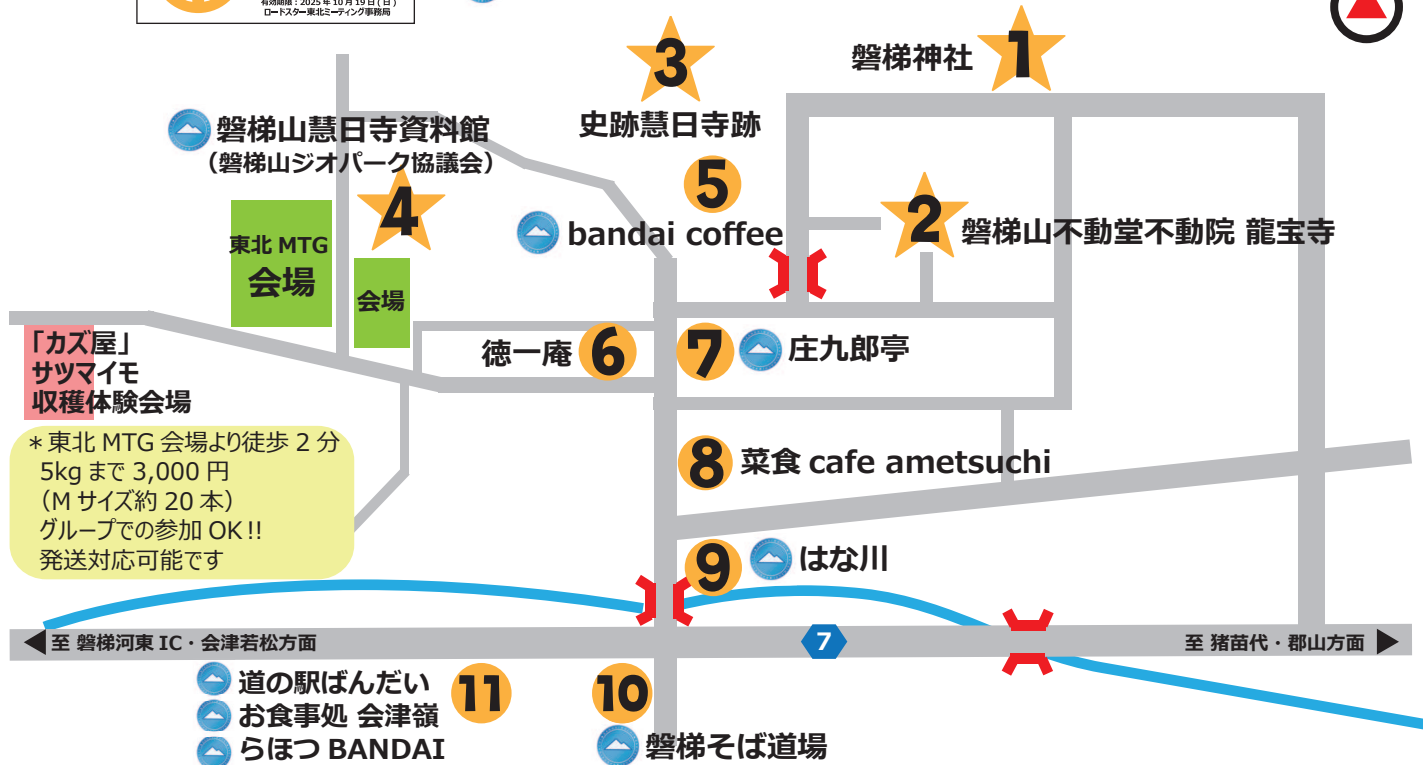 有効期限：2025年10月19日(日)
ロードスター東北ミーティング事務局
3
史跡慧日寺跡
磐梯神社
1
磐梯山慧日寺資料館
（磐梯山ジオパーク協議会）
4
5
bandai coffee
2
磐梯山不動堂不動院 龍宝寺
東北 MTG
会場
会場
「カズ屋」
サツマイモ
収穫体験会場
徳一庵
6
7
庄九郎亭
＊東北 MTG 会場より徒歩 2 分
5kg まで 3,000 円
（M サイズ約 20 本）
グループでの参加 OK !!
発送対応可能です
8
菜食 cafe ametsuchi
9
はな川
至 磐梯河東 IC・会津若松方面
7
至 猪苗代・郡山方面
道の駅ばんだい
お食事処 会津嶺
らほつ BANDAI
11
10
磐梯そば道場